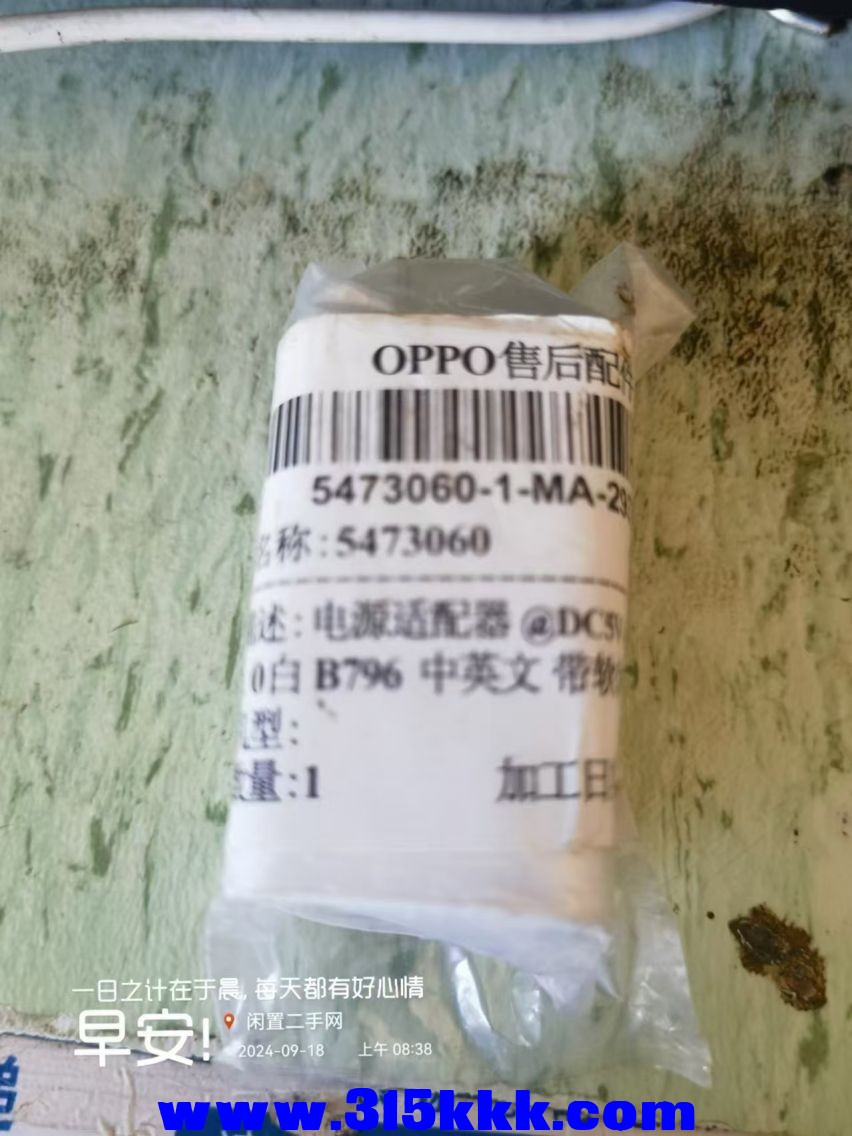 OPPO售后配件
5473060-1-MA-29
名称:5473060
描述:电源适配器 @DC5V
0白 B796 中英文 带软
型:
数量:1 加工日
一日之计在于晨,每天都有好心情
早安!
闲置二手网
2024-09-18 上午 08:38
www.315kkk.com